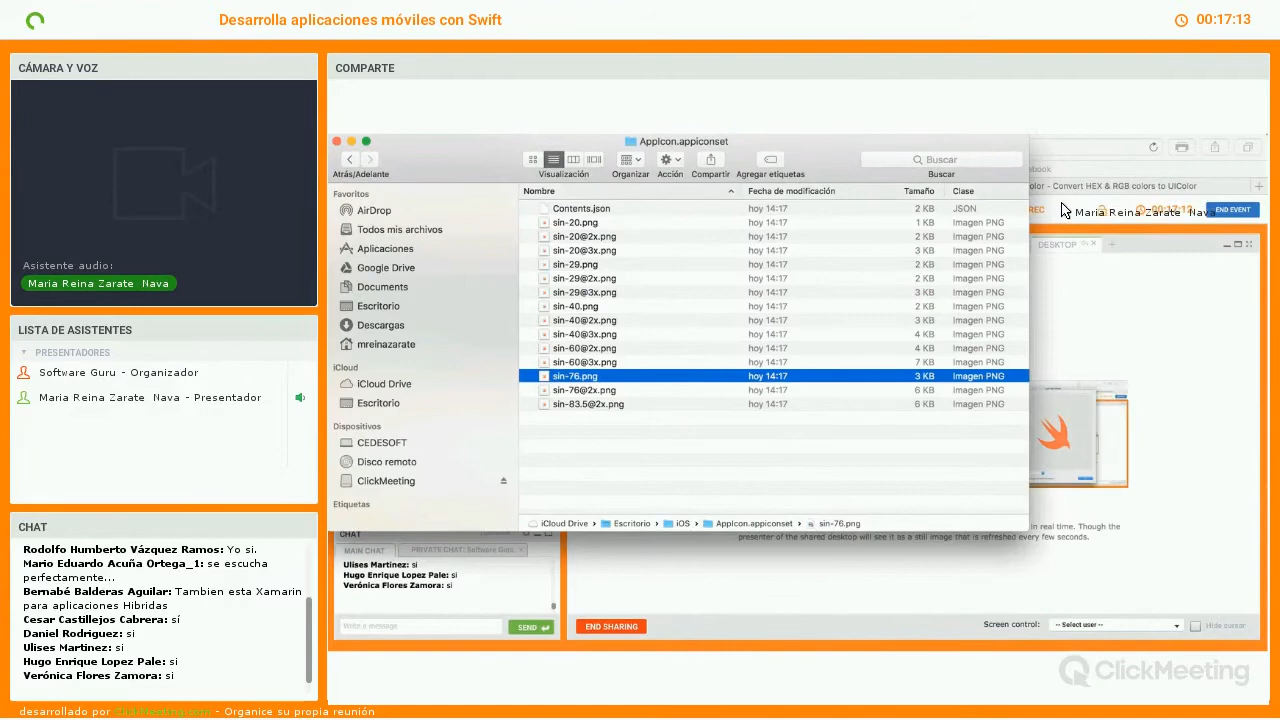 Desarrolla aplicaciones móviles con Swift
00:17:13
CÁMARA Y VOZ
Asistente audio:
Maria Reina Zarate Nava
LISTA DE ASISTENTES
PRESENTADORES
Software Guru - Organizador
Maria Reina Zarate Nava - Presentador
CHAT
Rodolfo Humberto Vázquez Ramos: Yo si.
Mario Eduardo Acuña Ortega_1: se escucha
perfectamente...
Bernabé Balderas Aguilar: Tambien esta Xamarin
para aplicaciones Hibridas
Cesar Castillejos Cabrera: sí
Daniel Rodriguez: si
Ulises Martinez: si
Hugo Enrique Lopez Pale: si
Verónica Flores Zamora: si
desarrollado por ClickMeeting.com - Organice su propia reunión
COMPARTE
AppIcon.appiconset
Atrás/Adelante
Visualización
Organizar
Acción
Compartir
Agregar etiquetas
Buscar
Buscar
Favoritos
AirDrop
Todos mis archivos
Aplicaciones
Google Drive
Documents
Escritorio
Descargas
mreinazarate
iCloud
iCloud Drive
Escritorio
Dispositivos
CEDESOFT
Disco remoto
ClickMeeting
Etiquetas
Nombre Fecha de modificación Tamaño Clase
Contents.json hoy 14:17 2 KB JSON
sin-20.png hoy 14:17 1 KB Imagen PNG
sin-20@2x.png hoy 14:17 2 KB Imagen PNG
sin-20@3x.png hoy 14:17 3 KB Imagen PNG
sin-29.png hoy 14:17 2 KB Imagen PNG
sin-29@2x.png hoy 14:17 2 KB Imagen PNG
sin-29@3x.png hoy 14:17 3 KB Imagen PNG
sin-40.png hoy 14:17 2 KB Imagen PNG
sin-40@2x.png hoy 14:17 3 KB Imagen PNG
sin-40@3x.png hoy 14:17 4 KB Imagen PNG
sin-60@2x.png hoy 14:17 4 KB Imagen PNG
sin-60@3x.png hoy 14:17 7 KB Imagen PNG
sin-76.png hoy 14:17 3 KB Imagen PNG
sin-76@2x.png hoy 14:17 6 KB Imagen PNG
sin-83.5@2x.png hoy 14:17 6 KB Imagen PNG
iCloud Drive › Escritorio › iOS › AppIcon.appiconset › sin-76.png
ebook
olor - Convert HEX & RGB colors to UIColor
REC
00:17:13
END EVENT
Maria Reina Zarate Nava
DESKTOP
in real time. Though the
presenter of the shared desktop will see it as a still image that is refreshed every few seconds.
CHAT
MAIN CHAT
PRIVATE CHAT: Software Guru
Ulises Martinez: si
Hugo Enrique Lopez Pale: si
Verónica Flores Zamora: si
Write a message
SEND
END SHARING
Screen control:
-- Select user --
Hide cursor
ClickMeeting